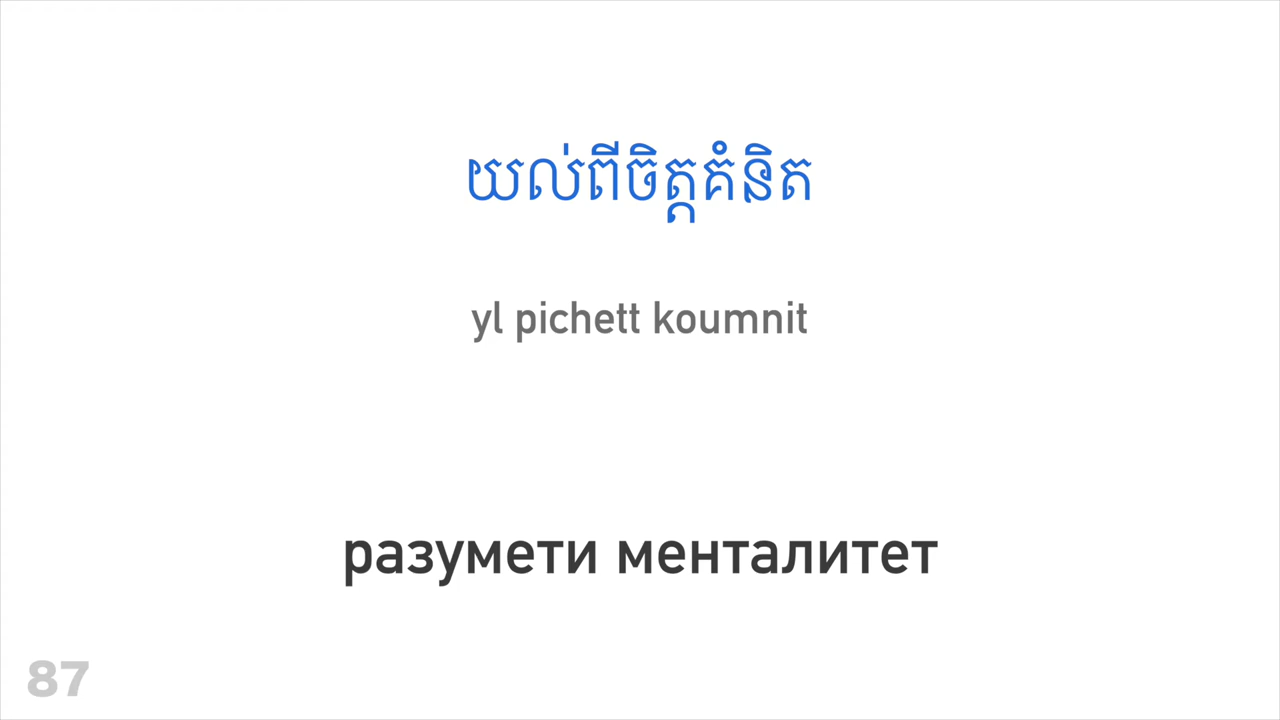 យល់ពីចិត្តគំនិត
yl pichett koumnit
разумети менталитет
87